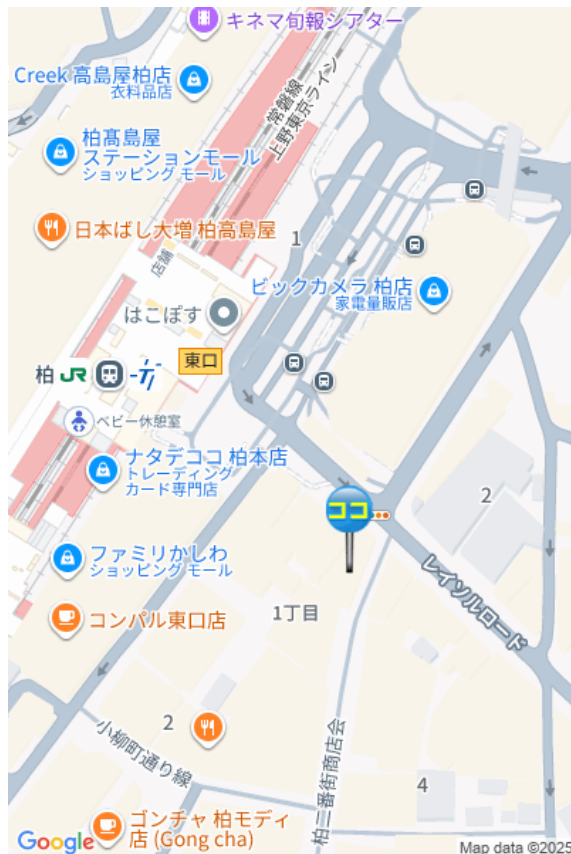 キネマ旬報シアター
Creek 高島屋柏店
衣料品店
常磐線
上野東京ライン
柏髙島屋
ステーションモール
ショッピング モール
日本ばし大増 柏高島屋
1
店舗
ビックカメラ 柏店
家電量販店
はこぽす
東口
柏 JR
ベビー休憩室
ナタデココ 柏本店
トレーディング
カード専門店
2
ココ
ファミリかしわ
ショッピング モール
レイソルロード
コンパル東口店
1丁目
2
小柳町通り線
柏二番街商店会
4
ゴンチャ 柏モディ
店 (Gong cha)
Google
Map data ©2025